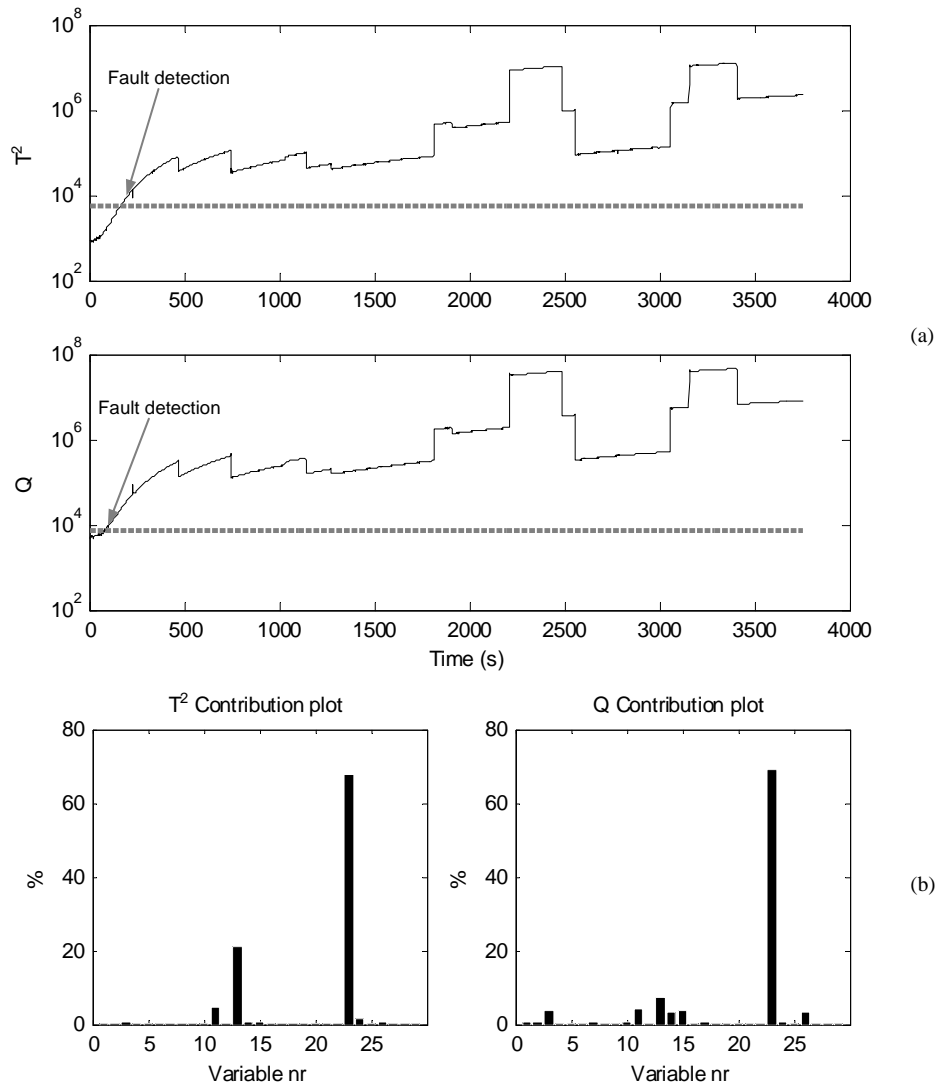 10^8
Fault detection
10^6
T^2
10^4
10^2
0 500 1000 1500 2000 2500 3000 3500 4000
(a)
10^8
Fault detection
10^6
Q
10^4
10^2
0 500 1000 1500 2000 2500 3000 3500 4000
Time (s)
T^2 Contribution plot
80
60
%
40
20
0
0 5 10 15 20 25
Variable nr
Q Contribution plot
80
60
%
40
20
0
0 5 10 15 20 25
Variable nr
(b)